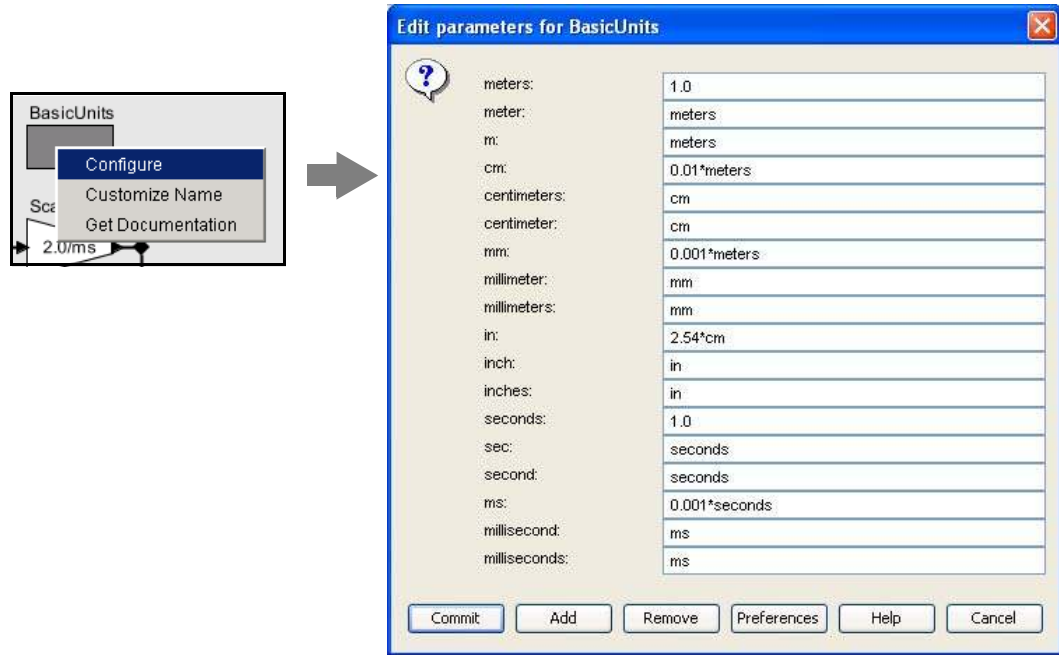 BasicUnits
Configure
Customize Name
Sca
Get Documentation
2.0/ms
Edit parameters for BasicUnits
?
meters: 1.0
meter: meters
m: meters
cm: 0.01*meters
centimeters: cm
centimeter: cm
mm: 0.001*meters
millimeter: mm
millimeters: mm
in: 2.54*cm
inch: in
inches: in
seconds: 1.0
sec: seconds
second: seconds
ms: 0.001*seconds
millisecond: ms
milliseconds: ms
Commit Add Remove Preferences Help Cancel